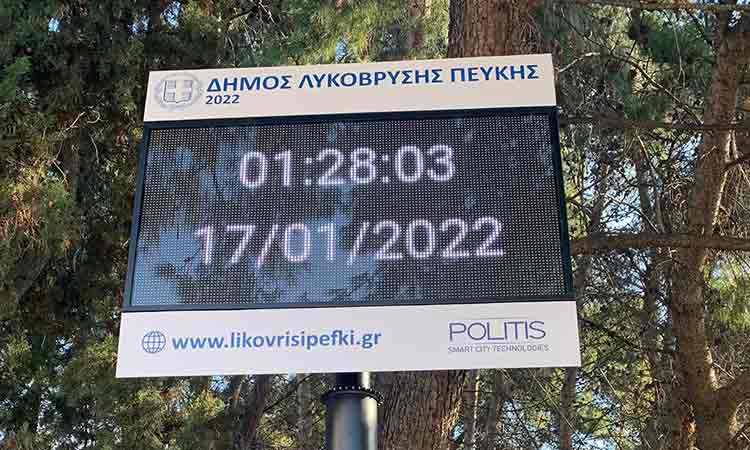 ΔΗΜΟΣ ΛΥΚΟΒΡΥΣΗΣ ΠΕΥΚΗΣ
2022
01:28:03
17/01/2022
www.likovrisipefki.gr
POLITIS
SMART CITY TECHNOLOGIES